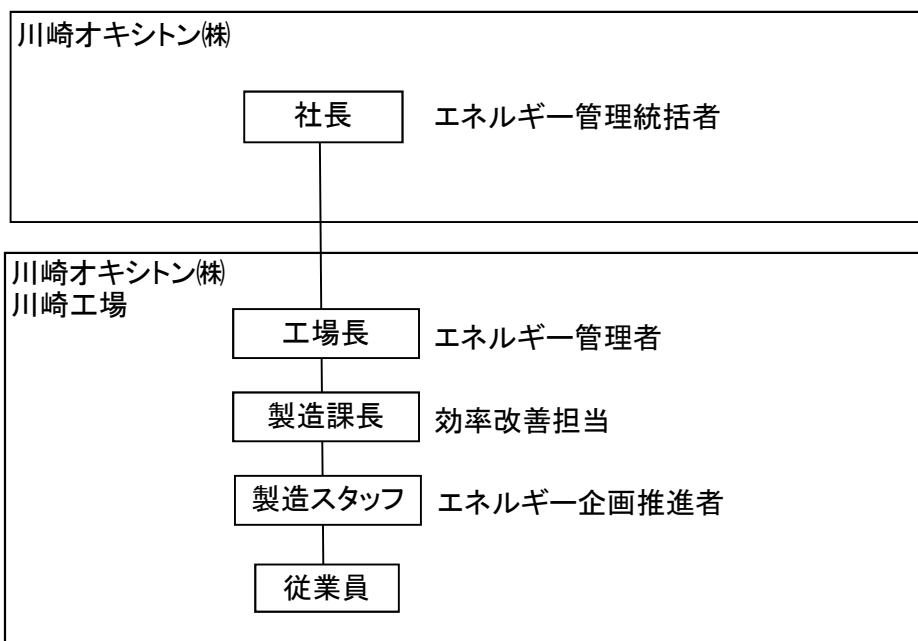 川崎オキシトン㈱
社長 エネルギー管理統括者
川崎オキシトン㈱
川崎工場
工場長 エネルギー管理者
製造課長 効率改善担当
製造スタッフ エネルギー企画推進者
従業員